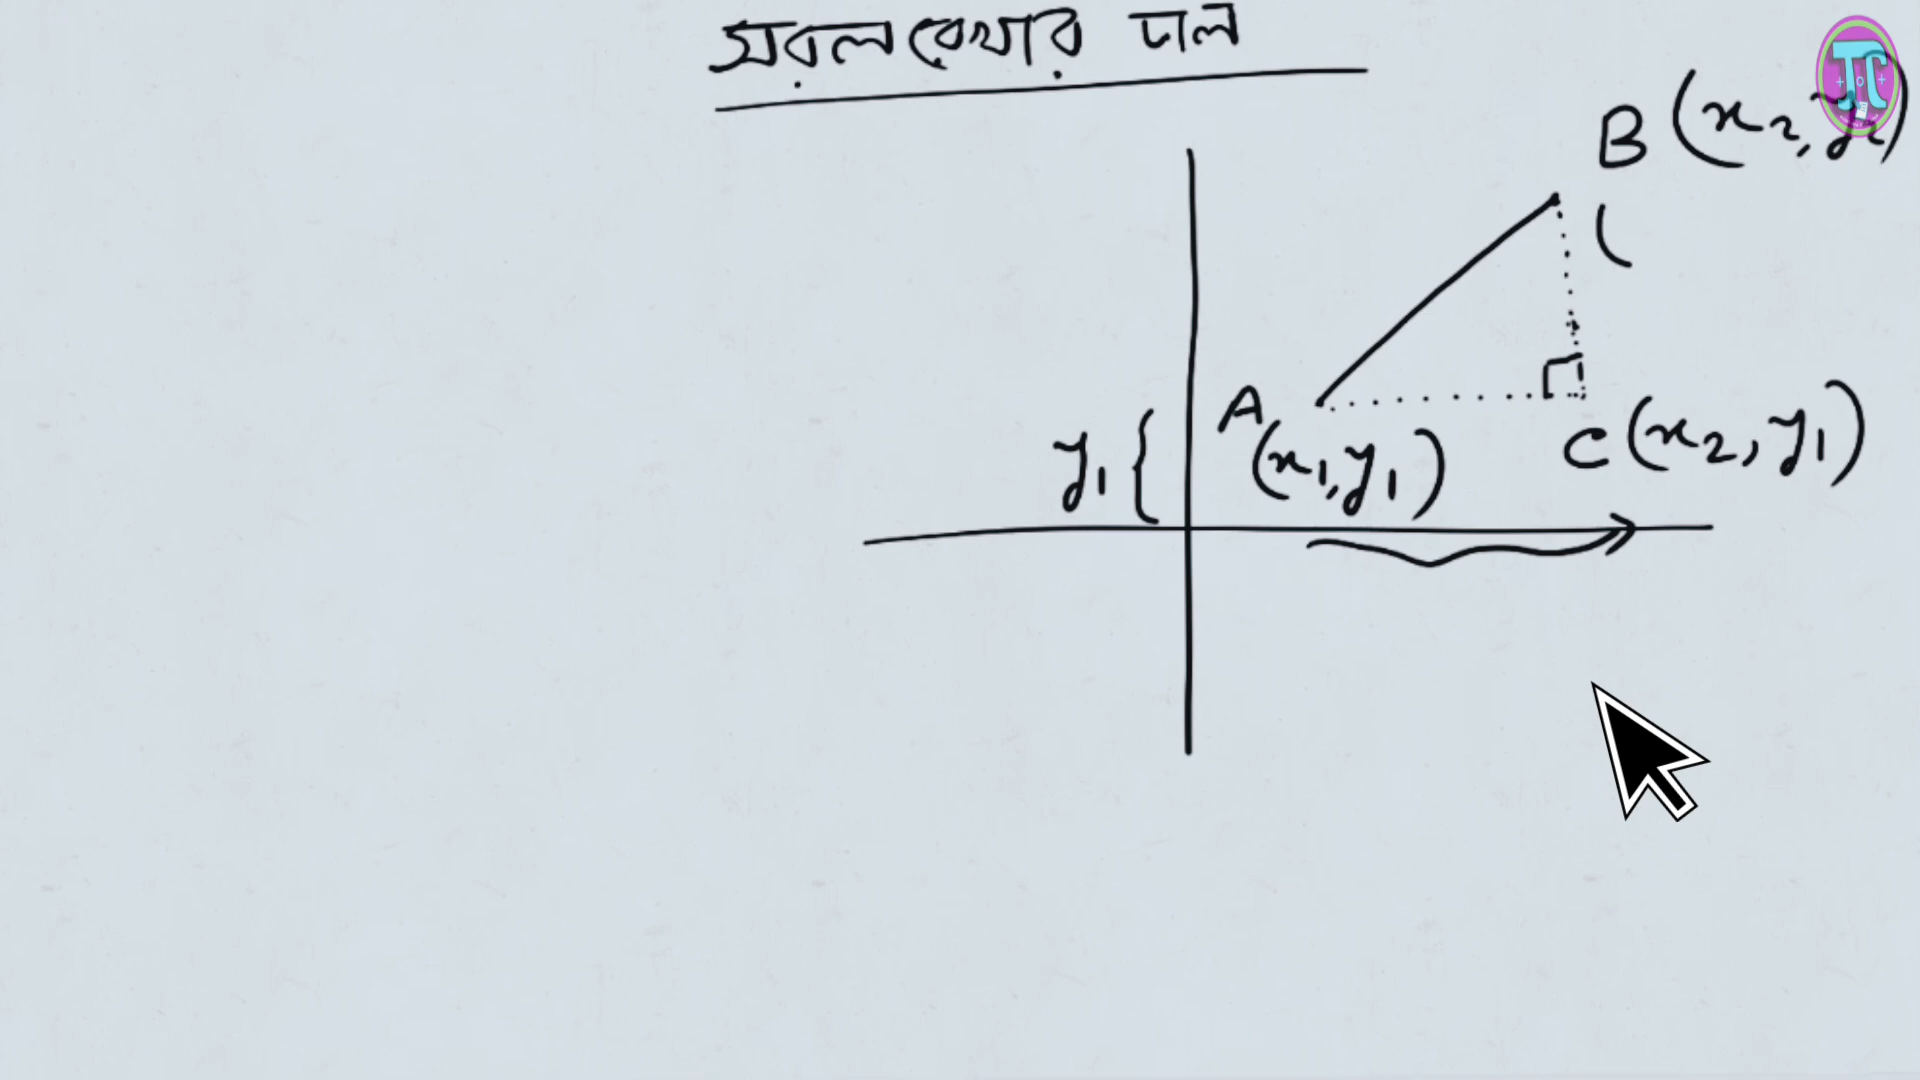 সরলরেখার ঢাল
B (x₂, y₂)
(
A
(x₁, y₁)
C (x₂, y₁)
y₁ {